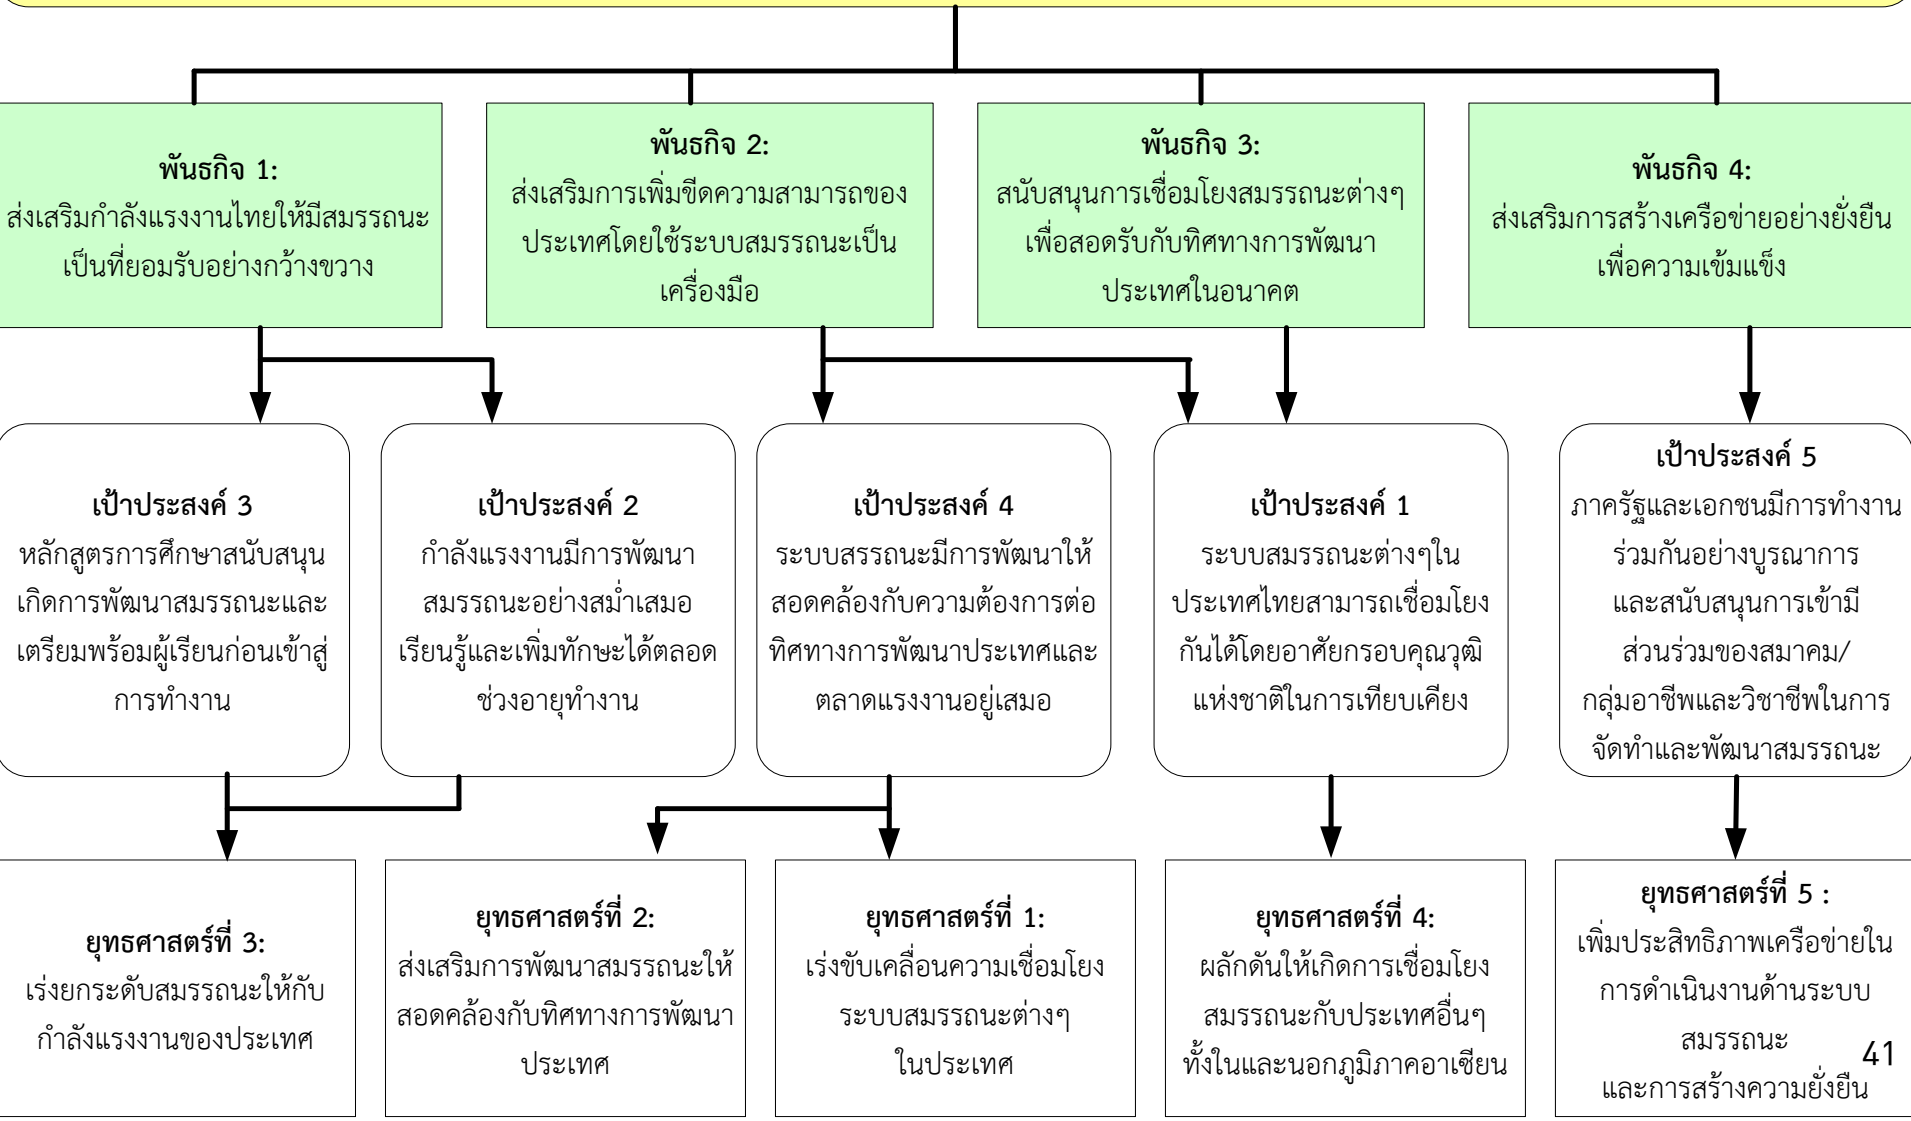 พันธกิจ 1:
ส่งเสริมกำลังแรงงานไทยให้มีสมรรถนะ
เป็นที่ยอมรับอย่างกว้างขวาง
พันธกิจ 2:
ส่งเสริมการเพิ่มขีดความสามารถของ
ประเทศโดยใช้ระบบสมรรถนะเป็น
เครื่องมือ
พันธกิจ 3:
สนับสนุนการเชื่อมโยงสมรรถนะต่างๆ
เพื่อสอดรับกับทิศทางการพัฒนา
ประเทศในอนาคต
พันธกิจ 4:
ส่งเสริมการสร้างเครือข่ายอย่างยั่งยืน
เพื่อความเข้มแข็ง
เป้าประสงค์ 3
หลักสูตรการศึกษาสนับสนุน
เกิดการพัฒนาสมรรถนะและ
เตรียมพร้อมผู้เรียนก่อนเข้าสู่
การทำงาน
เป้าประสงค์ 2
กำลังแรงงานมีการพัฒนา
สมรรถนะอย่างสม่ำเสมอ
เรียนรู้และเพิ่มทักษะได้ตลอด
ช่วงอายุทำงาน
เป้าประสงค์ 4
ระบบสรรถนะมีการพัฒนาให้
สอดคล้องกับความต้องการต่อ
ทิศทางการพัฒนาประเทศและ
ตลาดแรงงานอยู่เสมอ
เป้าประสงค์ 1
ระบบสมรรถนะต่างๆใน
ประเทศไทยสามารถเชื่อมโยง
กันได้โดยอาศัยกรอบคุณวุฒิ
แห่งชาติในการเทียบเคียง
เป้าประสงค์ 5
ภาครัฐและเอกชนมีการทำงาน
ร่วมกันอย่างบูรณาการ
และสนับสนุนการเข้ามี
ส่วนร่วมของสมาคม/
กลุ่มอาชีพและวิชาชีพในการ
จัดทำและพัฒนาสมรรถนะ
ยุทธศาสตร์ที่ 3:
เร่งยกระดับสมรรถนะให้กับ
กำลังแรงงานของประเทศ
ยุทธศาสตร์ที่ 2:
ส่งเสริมการพัฒนาสมรรถนะให้
สอดคล้องกับทิศทางการพัฒนา
ประเทศ
ยุทธศาสตร์ที่ 1:
เร่งขับเคลื่อนความเชื่อมโยง
ระบบสมรรถนะต่างๆ
ในประเทศ
ยุทธศาสตร์ที่ 4:
ผลักดันให้เกิดการเชื่อมโยง
สมรรถนะกับประเทศอื่นๆ
ทั้งในและนอกภูมิภาคอาเซียน
ยุทธศาสตร์ที่ 5 :
เพิ่มประสิทธิภาพเครือข่ายใน
การดำเนินงานด้านระบบ
สมรรถนะ
และการสร้างความยั่งยืน
41